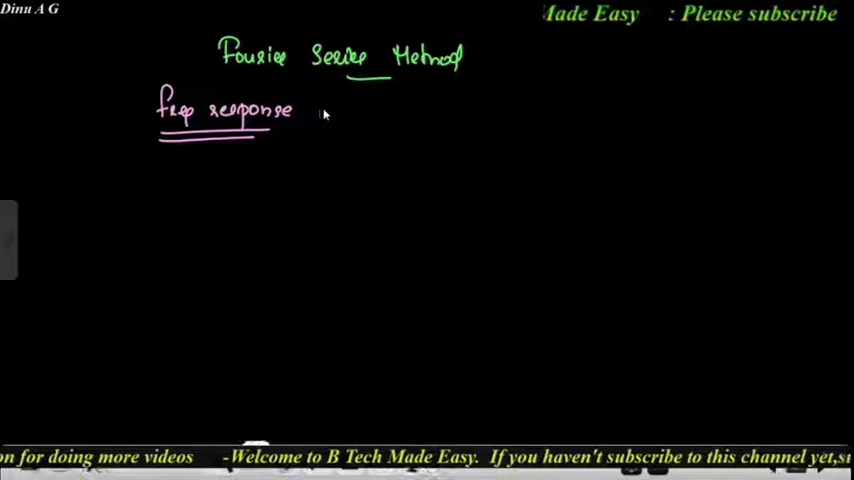 Dinu A G
Made Easy : Please subscribe
Fourier Series Method
freq response
on for doing more videos -Welcome to B Tech Made Easy. If you haven't subscribe to this channel yet,su